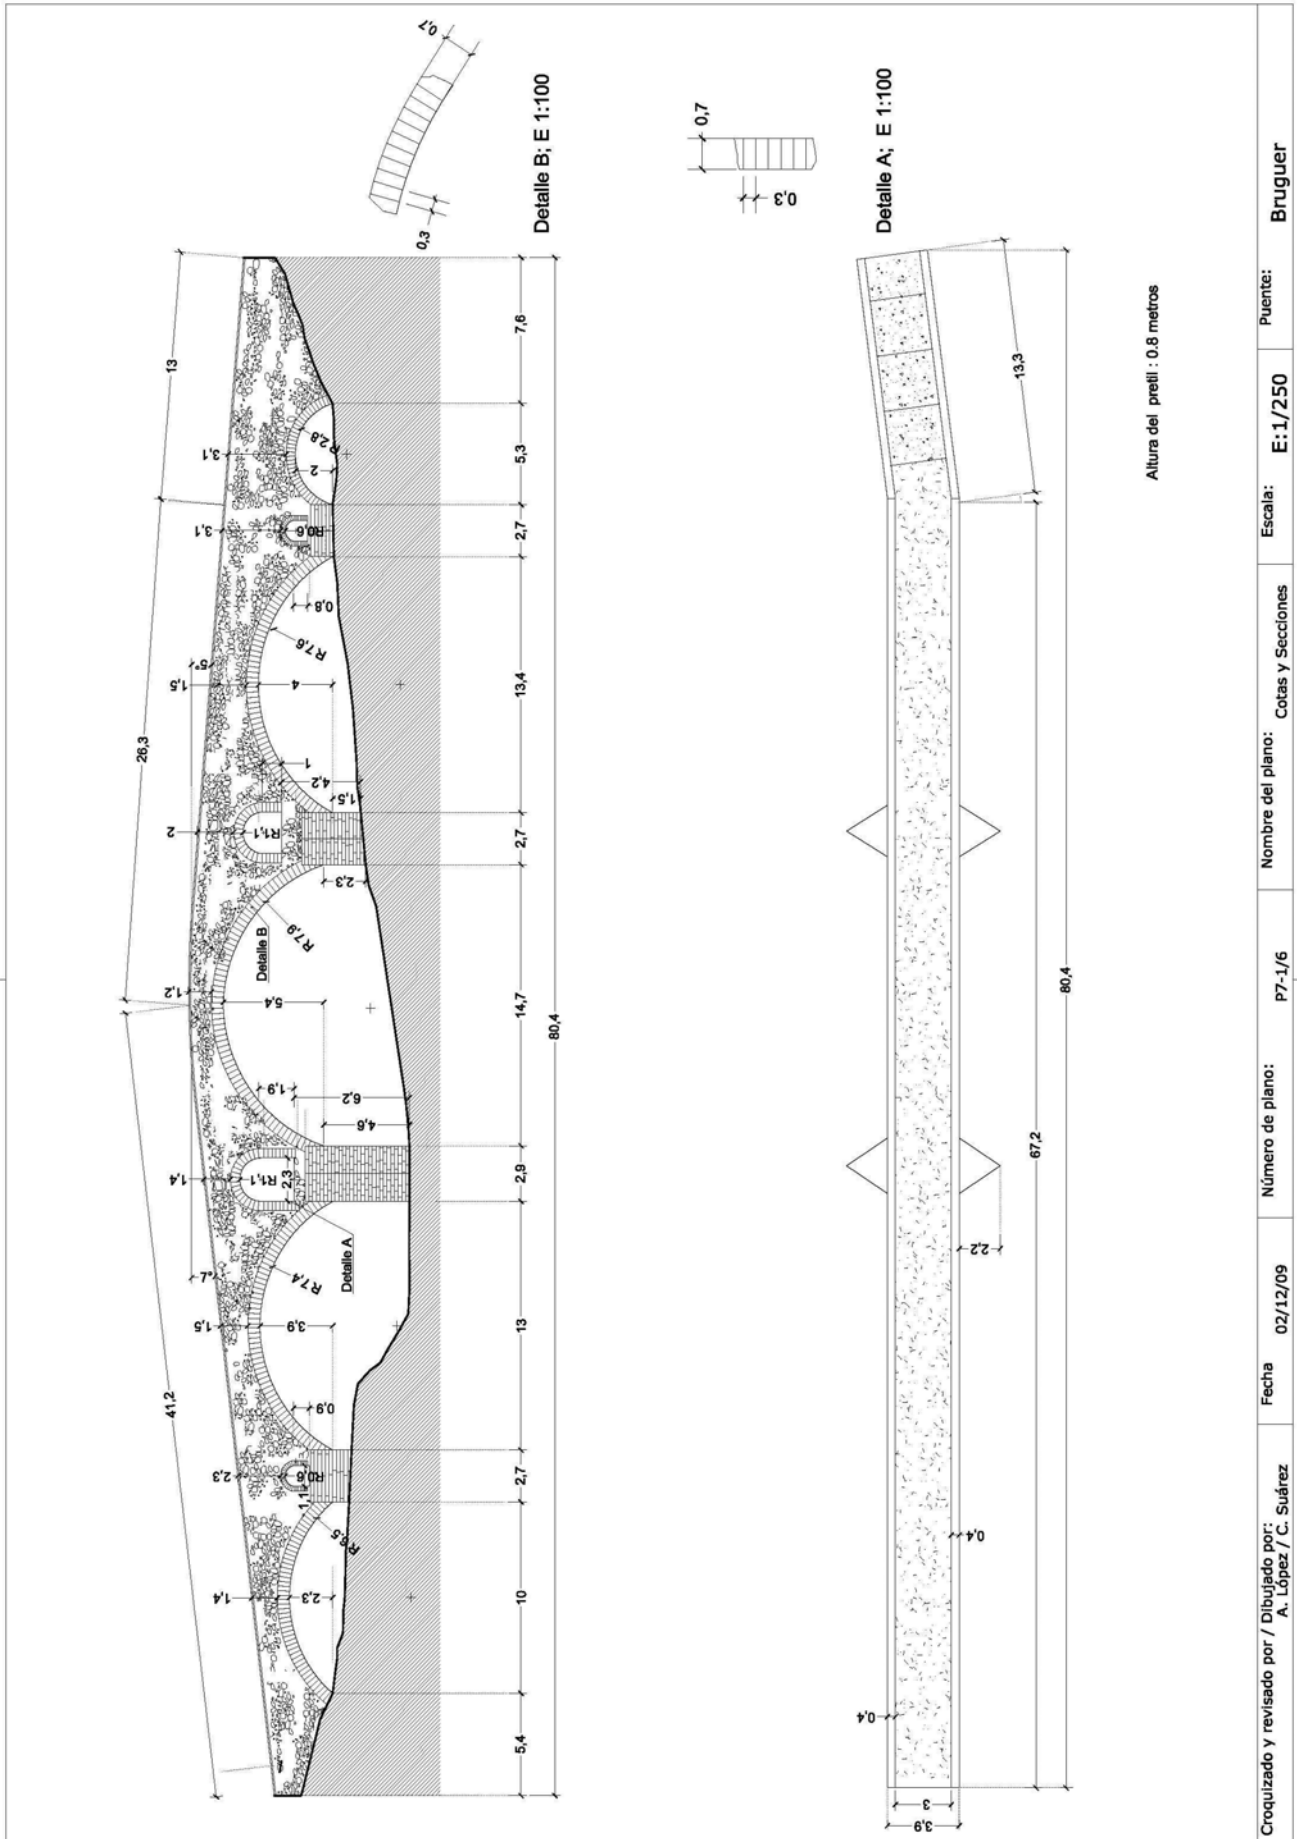 41,2
26,3
13
1,4
2,3
1,5
7°
1,4
1,2
2
1,5
5°
3,1
3,1
2,3
R6,5
1,1
R0,6
0,9
3,9
R7,4
Detalle A
R1,1
2,3
1,9
6,2
4,6
5,4
Detalle B
R7,9
2,3
R1,1
1
4,2
1,5
4
R7,6
0,8
R0,6
2
R2,8
5,4
10
2,7
13
2,9
14,7
2,7
13,4
2,7
5,3
7,6
80,4
0,7
0,3
Detalle B; E 1:100
0,7
0,3
Detalle A; E 1:100
0,4
3
3,9
0,4
2,2
67,2
13,3
80,4
Altura del pretil : 0.8 metros
Croquizado y revisado por / Dibujado por:
A. López / C. Suárez
Fecha 02/12/09
Número de plano: P7-1/6
Nombre del plano: Cotas y Secciones
Escala: E:1/250
Puente: Bruguer